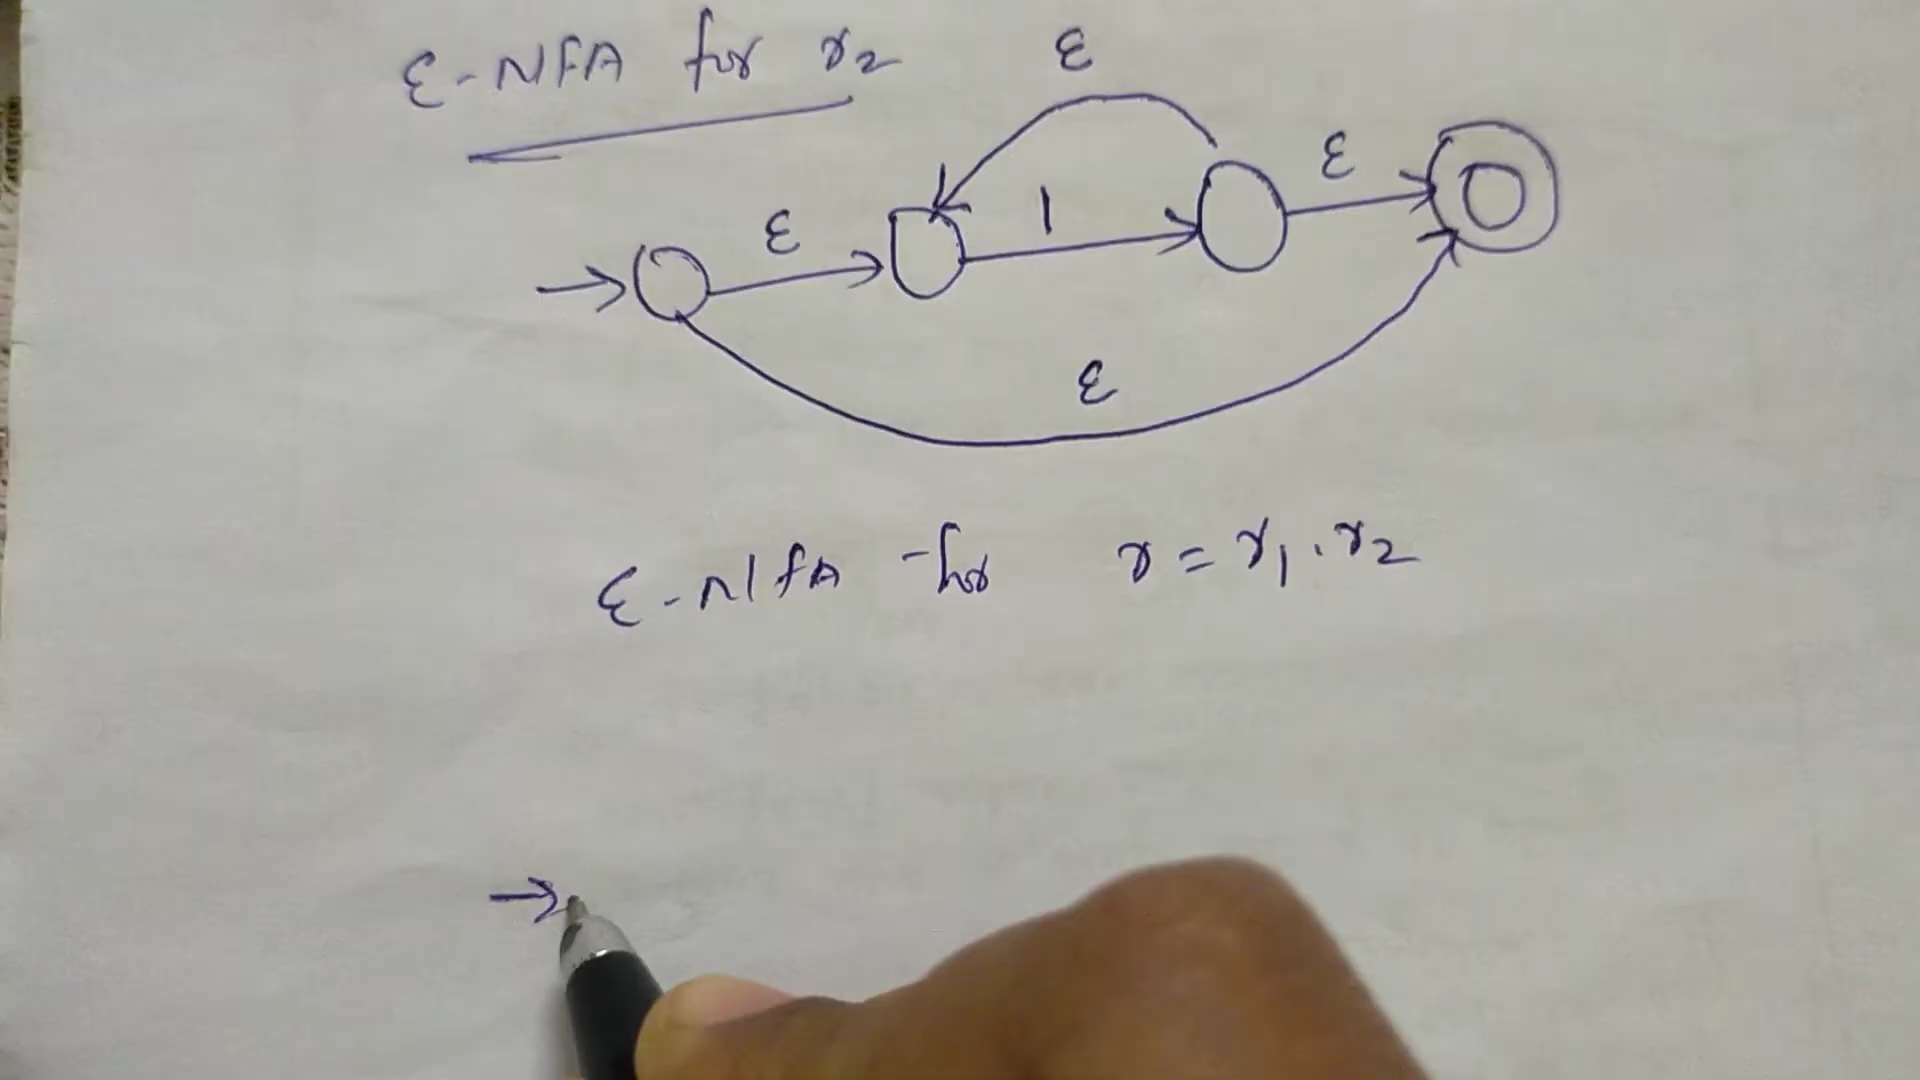 ε-NFA for r2
ε
ε
ε
1
ε
ε-NFA for r = r1 . r2